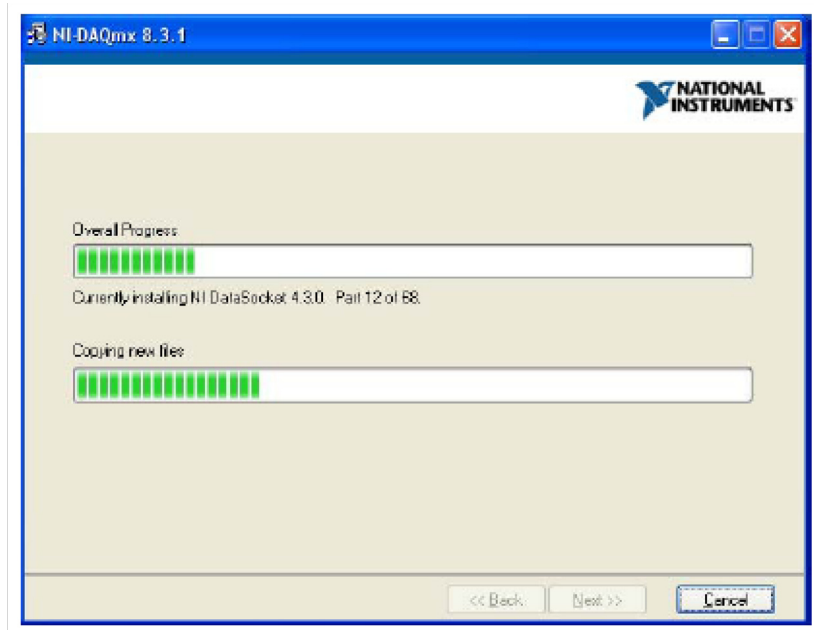 NI-DAQmx 8.3.1
NATIONAL
INSTRUMENTS
Overall Progress
Currently installing NI DataSocket 4.3.0. Part 12 of 68.
Copying new files
<< Back
Next >>
Cancel